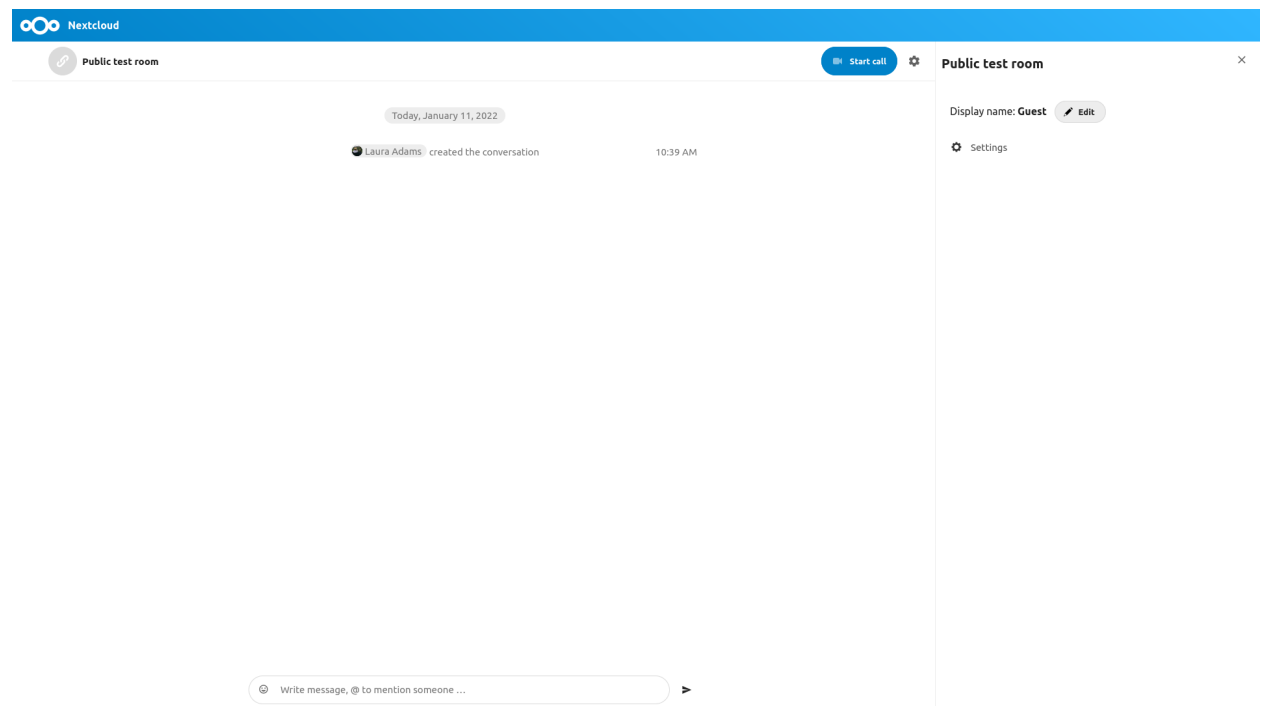 Nextcloud
Public test room
Start call
Public test room
Today, January 11, 2022
Display name: Guest Edit
Laura Adams created the conversation 10:39 AM
Settings
Write message, @ to mention someone ...